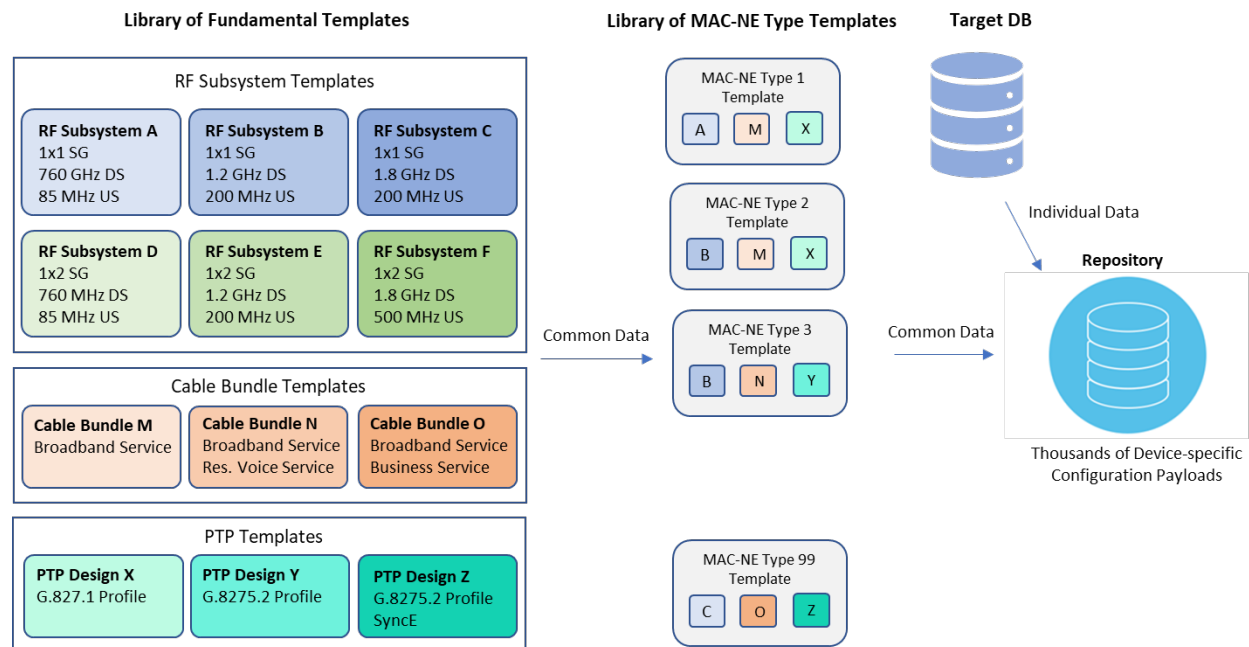 Library of Fundamental Templates
Library of MAC-NE Type Templates
Target DB
RF Subsystem Templates
RF Subsystem A
1x1 SG
760 GHz DS
85 MHz US
RF Subsystem B
1x1 SG
1.2 GHz DS
200 MHz US
RF Subsystem C
1x1 SG
1.8 GHz DS
200 MHz US
RF Subsystem D
1x2 SG
760 MHz DS
85 MHz US
RF Subsystem E
1x2 SG
1.2 GHz DS
200 MHz US
RF Subsystem F
1x2 SG
1.8 GHz DS
500 MHz US
Cable Bundle Templates
Cable Bundle M
Broadband Service
Cable Bundle N
Broadband Service
Res. Voice Service
Cable Bundle O
Broadband Service
Business Service
PTP Templates
PTP Design X
G.827.1 Profile
PTP Design Y
G.8275.2 Profile
PTP Design Z
G.8275.2 Profile
SyncE
Common Data
MAC-NE Type 1
Template
A M X
MAC-NE Type 2
Template
B M X
MAC-NE Type 3
Template
B N Y
MAC-NE Type 99
Template
C O Z
Common Data
Individual Data
Repository
Thousands of Device-specific
Configuration Payloads